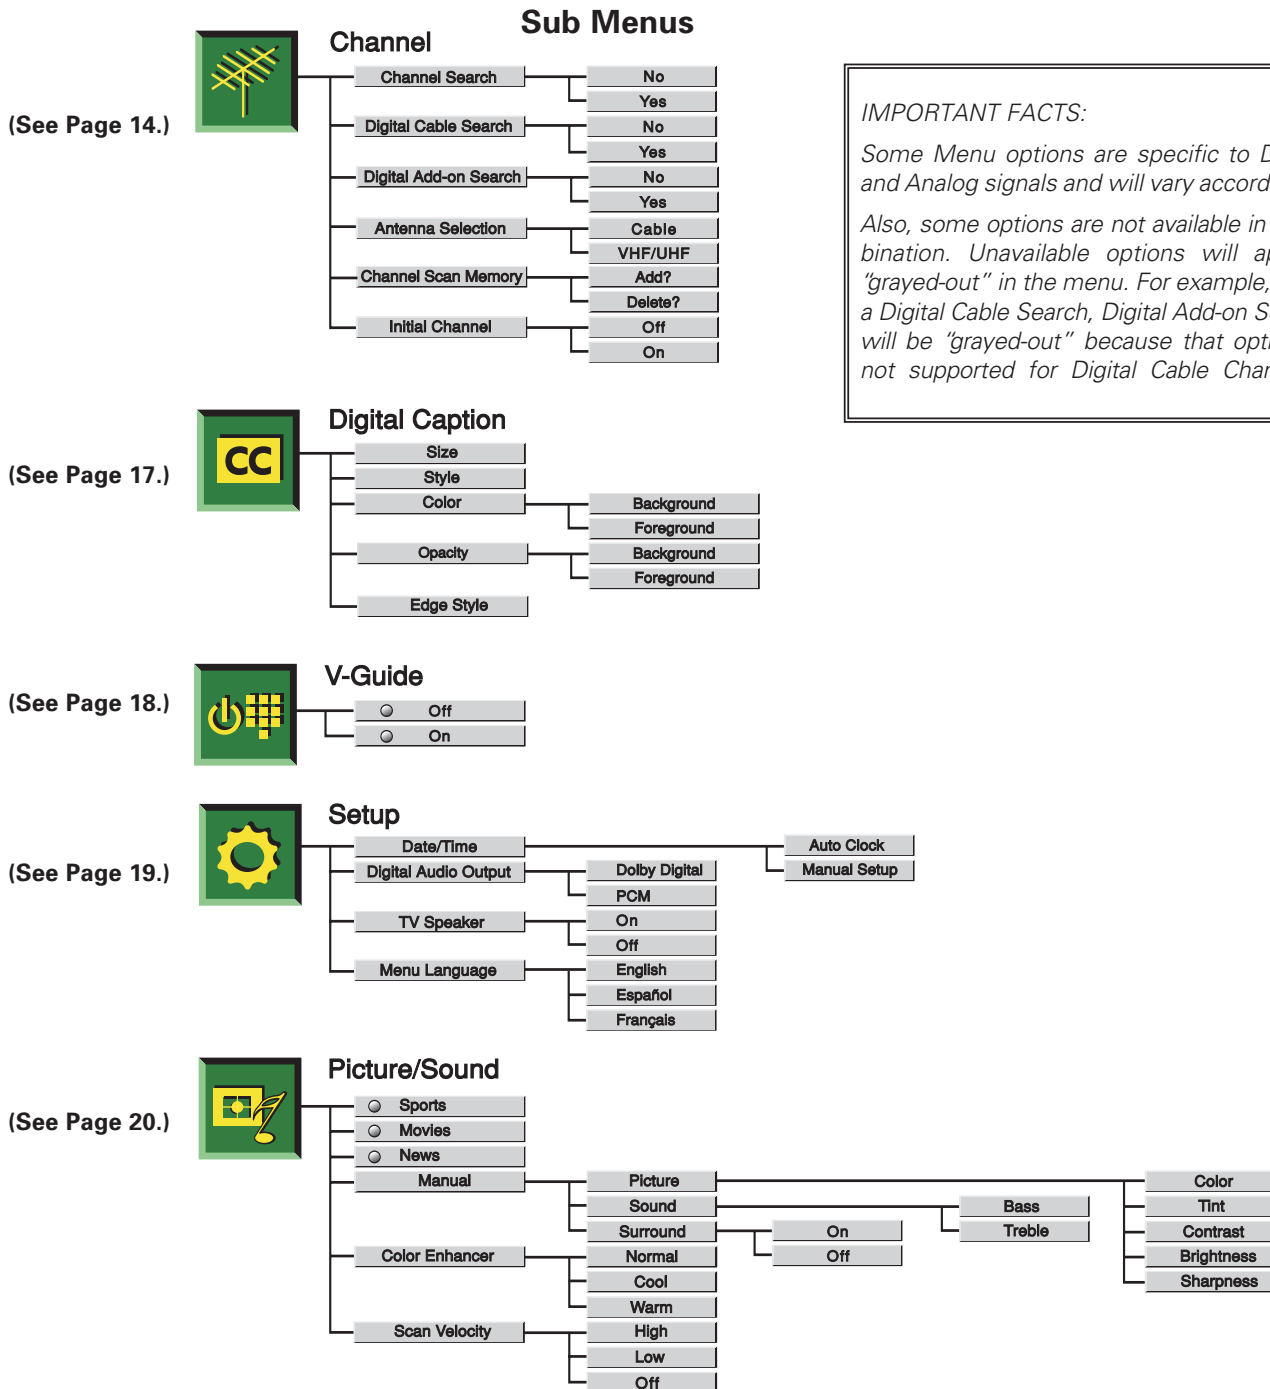 Sub Menus
Channel
(See Page 14.)
Channel Search
No
Yes
Digital Cable Search
No
Yes
Digital Add-on Search
No
Yes
Antenna Selection
Cable
VHF/UHF
Channel Scan Memory
Add?
Delete?
Initial Channel
Off
On
IMPORTANT FACTS:
Some Menu options are specific to D
and Analog signals and will vary accord
Also, some options are not available in
bination. Unavailable options will ap
“grayed-out” in the menu. For example,
a Digital Cable Search, Digital Add-on S
will be “grayed-out” because that opti
not supported for Digital Cable Chan
Digital Caption
(See Page 17.)
CC
Size
Style
Color
Background
Foreground
Opacity
Background
Foreground
Edge Style
V-Guide
(See Page 18.)
Off
On
Setup
(See Page 19.)
Date/Time
Auto Clock
Manual Setup
Digital Audio Output
Dolby Digital
PCM
TV Speaker
On
Off
Menu Language
English
Español
Français
Picture/Sound
(See Page 20.)
Sports
Movies
News
Manual
Picture
Color
Tint
Contrast
Brightness
Sharpness
Sound
Bass
Treble
Surround
On
Off
Color Enhancer
Normal
Cool
Warm
Scan Velocity
High
Low
Off